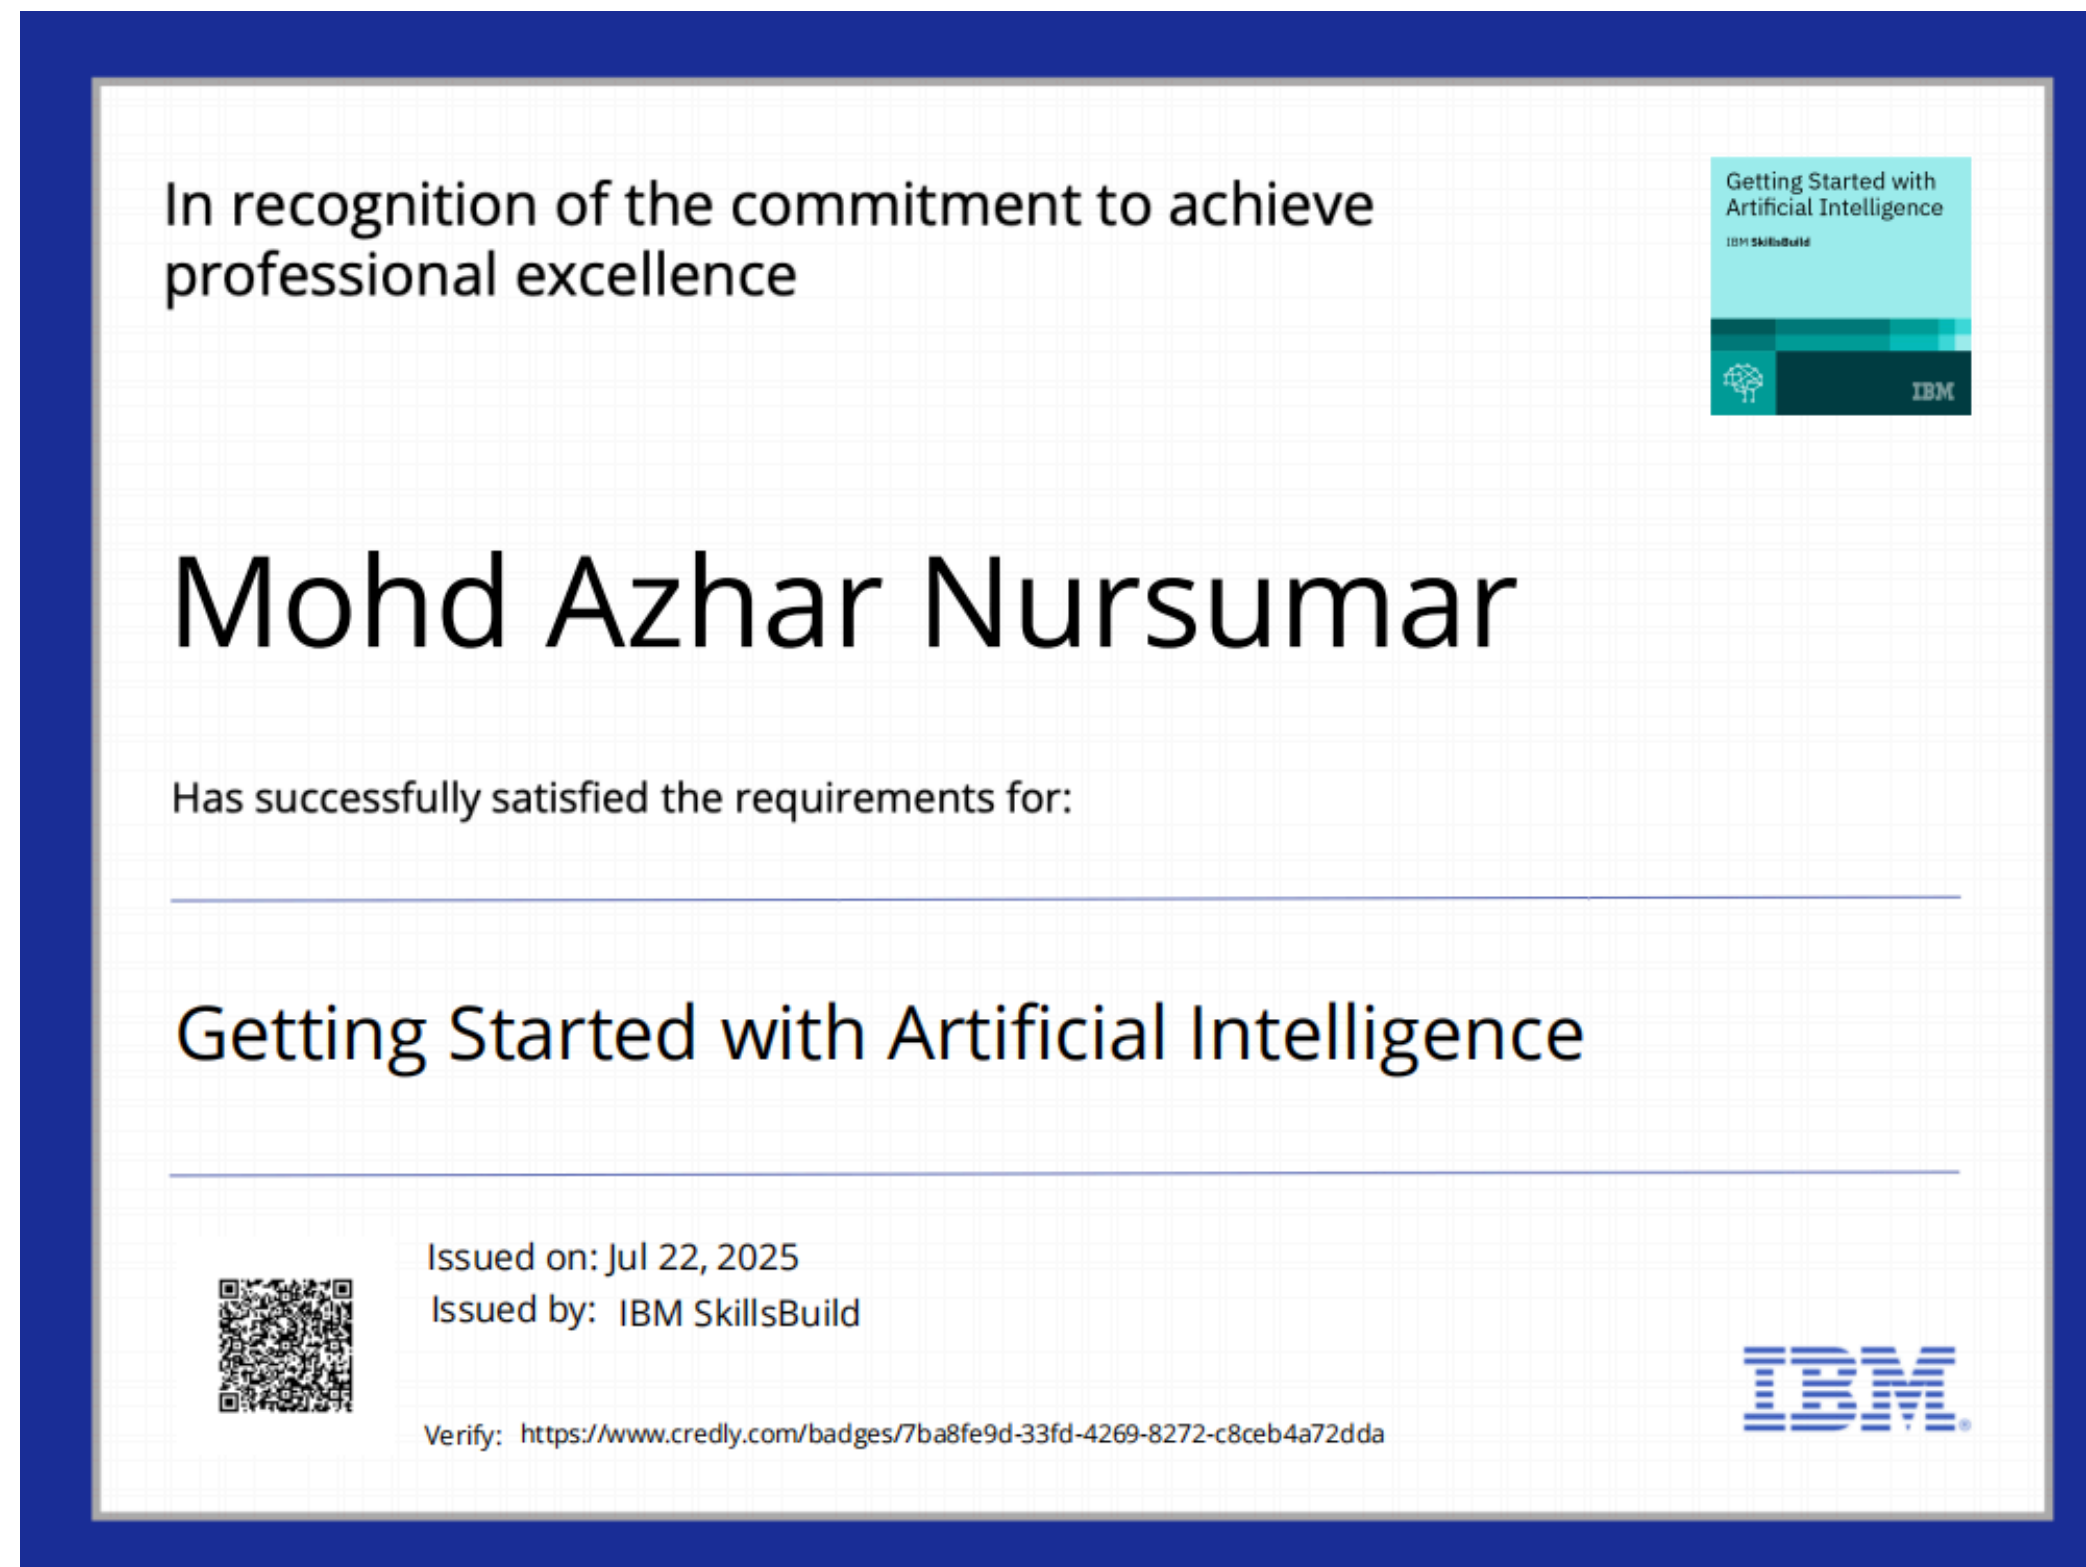 In recognition of the commitment to achieve
professional excellence
Getting Started with
Artificial Intelligence
IBM SkillsBuild
IBM
Mohd Azhar Nursumar
Has successfully satisfied the requirements for:
Getting Started with Artificial Intelligence
Issued on: Jul 22, 2025
Issued by: IBM SkillsBuild
Verify: https://www.credly.com/badges/7ba8fe9d-33fd-4269-8272-c8ceb4a72dda
IBM®